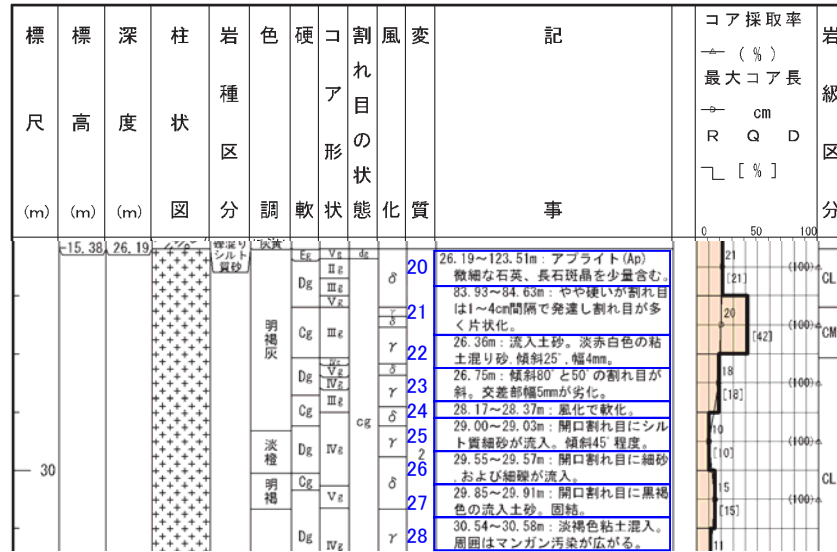 標尺(m)
標高(m)
深度(m)
柱状図
岩種区分
色調
硬軟
コア形状
割れ目の状態
風化
変質
記事
コア採取率
(%)
最大コア長
cm
R Q D
[%]
岩級区分
0 50 100
-15.38 26.19
礫混り
シルト
質砂
灰黄
Eg
Vg
dg
Ⅱg
Dg
Ⅲg
Vg
δ
γ
δ
明褐灰
Cg
Ⅲg
γ
Vg
Dg
Ⅳg
δ
γ
Ⅲg
Cg
cg
δ
淡橙
Dg
Ⅳg
γ
2
30
明褐
Cg
Vg
δ
Dg
Ⅳg
γ
20
26.19~123.51m:アプライト(Ap)
微細な石英、長石斑晶を少量含む。
21
83.93~84.63m:やや硬いが割れ目
は1~4cm間隔で発達し割れ目が多
く片状化。
22
26.36m:流入土砂。淡赤白色の粘
土混り砂.傾斜25゜,幅4mm。
23
26.75m:傾斜80゜と50゜の割れ目が
斜。交差部幅5mmが劣化。
24
28.17~28.37m:風化で軟化。
25
29.00~29.03m:開口割れ目にシル
ト質細砂が流入。傾斜45゜程度。
26
29.55~29.57m:開口割れ目に細砂
,および細礫が流入。
27
29.85~29.91m:開口割れ目に黒褐
色の流入土砂。固結。
28
30.54~30.58m:淡褐色粘土混入。
周囲はマンガン汚染が広がる。
21
(100)
[21]
CL
20
(100)
[42]
CM
18
(100)
[18]
10
(100)
[10]
CL
15
(100)
[15]
11